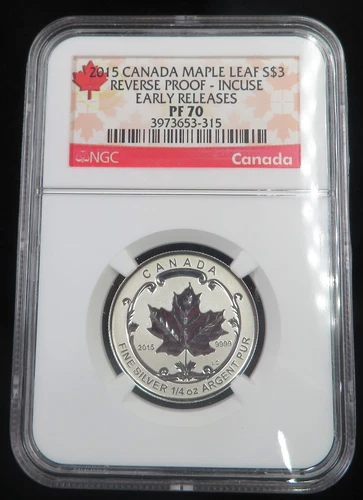 2015 CANADA MAPLE LEAF S$3
REVERSE PROOF - INCUSE
EARLY RELEASES
PF 70
3973653-315
NGC
Canada
CANADA
2015 9999
FINE SILVER 1/4 oz ARGENT PUR